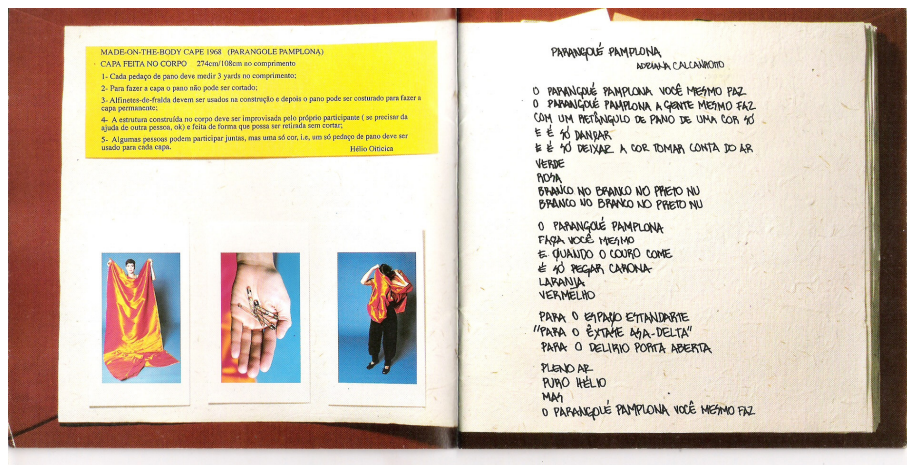 MADE-ON-THE-BODY CAPE 1968 (PARANGOLE PAMPLONA)
CAPA FEITA NO CORPO 274cm/108cm no comprimento
1- Cada pedaço de pano deve medir 3 yards no comprimento;
2- Para fazer a capa o pano não pode ser cortado;
3- Alfinetes-de-fraída devem ser usados na construção e depois o pano pode ser costurado para fazer a
capa permanente;
4- A estrutura construída no corpo deve ser improvisada pelo próprio participante ( se precisar da
ajuda de outra pessoa, ok) e feita de forma que possa ser retirada sem cortar;
5- Algumas pessoas podem participar juntas, mas uma só cor, i.e, um só pedaço de pano deve ser
usado para cada capa.
Hélio Oiticica
PARANGOLÉ PAMPLONA
ADRIANA CALCANHOTTO
O PARANGOLÉ PAMPLONA VOCÊ MESMO FAZ
O PARANGOLÉ PAMPLONA A GENTE MESMO FAZ
COM UM RETÂNGULO DE PANO DE UMA COR SÓ
E É SÓ DANÇAR
E É SÓ DEIXAR A COR TOMAR CONTA DO AR
VERDE
ROSA
BRANCO NO BRANCO NO PRETO NU
BRANCO NO BRANCO NO PRETO NU
O PARANGOLÉ PAMPLONA
FAÇA VOCÊ MESMO
E QUANDO O COURO COME
É SÓ PEGAR CARONA
LARANJA
VERMELHO
PARA O ESPAÇO ESTANDARTE
"PARA O ÊXTASE ASA-DELTA"
PARA O DELÍRIO PORTA ABERTA
PLENO AR
PURO HÉLIO
MAS
O PARANGOLÉ PAMPLONA VOCÊ MESMO FAZ